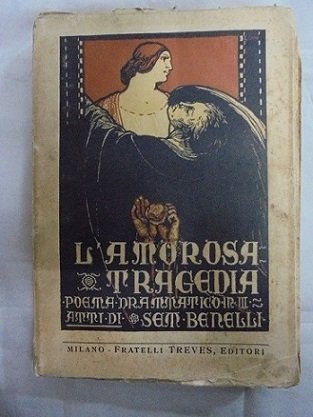 L'AMOROSA
TRAGEDIA
POEMA·DRAMMATICO·IN·III
ATTI·DI·SEM·BENELLI·
MILANO - FRATELLI TREVES, EDITORI